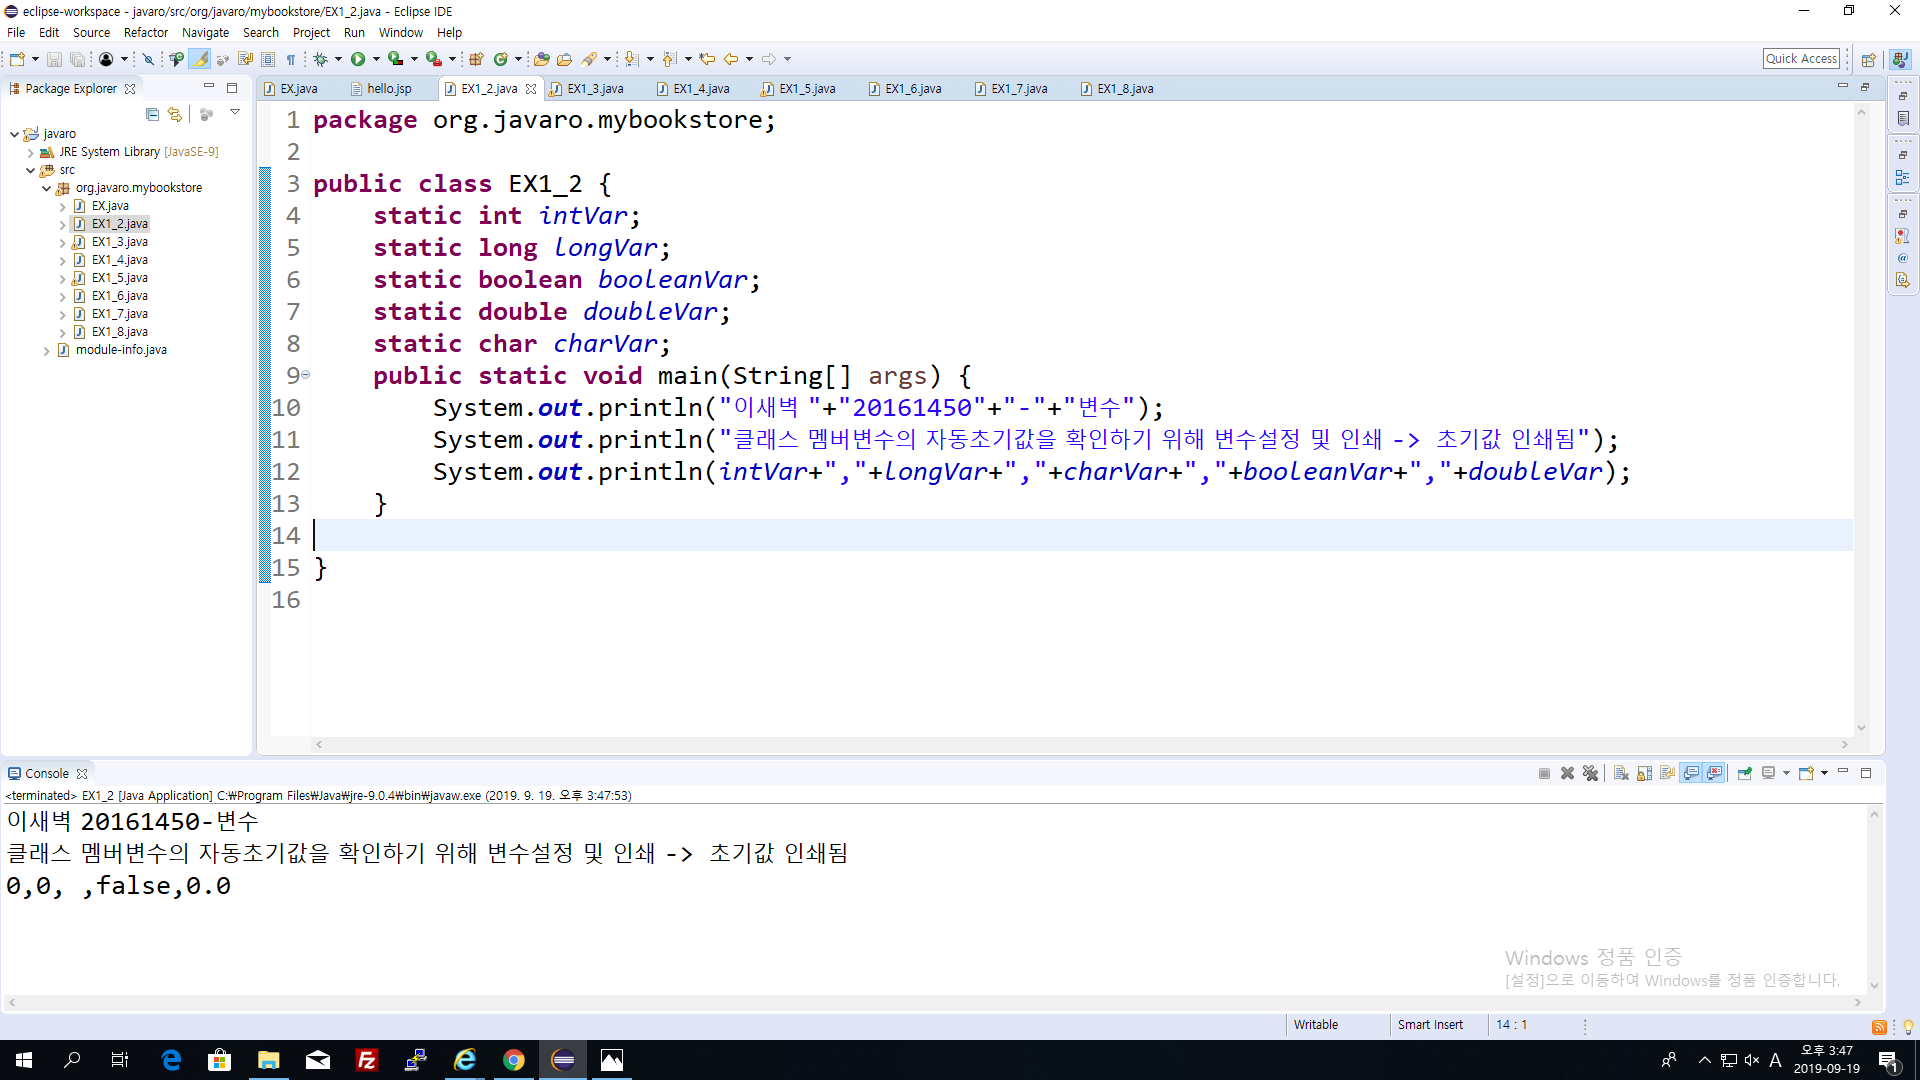 eclipse-workspace - javaro/src/org/javaro/mybookstore/EX1_2.java - Eclipse IDE
File Edit Source Refactor Navigate Search Project Run Window Help
Quick Access
Package Explorer
javaro
JRE System Library [JavaSE-9]
src
org.javaro.mybookstore
EX.java
EX1_2.java
EX1_3.java
EX1_4.java
EX1_5.java
EX1_6.java
EX1_7.java
EX1_8.java
module-info.java
EX.java hello.jsp EX1_2.java EX1_3.java EX1_4.java EX1_5.java EX1_6.java EX1_7.java EX1_8.java
1 package org.javaro.mybookstore;
2
3 public class EX1_2 {
4 static int intVar;
5 static long longVar;
6 static boolean booleanVar;
7 static double doubleVar;
8 static char charVar;
9 public static void main(String[] args) {
10 System.out.println("이새벽 "+"20161450"+"-"+"변수");
11 System.out.println("클래스 멤버변수의 자동초기값을 확인하기 위해 변수설정 및 인쇄 -> 초기값 인쇄됨");
12 System.out.println(intVar+","+longVar+","+charVar+","+booleanVar+","+doubleVar);
13 }
14
15 }
16
Console
<terminated> EX1_2 [Java Application] C:₩Program Files₩Java₩jre-9.0.4₩bin₩javaw.exe (2019. 9. 19. 오후 3:47:53)
이새벽 20161450-변수
클래스 멤버변수의 자동초기값을 확인하기 위해 변수설정 및 인쇄 -> 초기값 인쇄됨
0,0, ,false,0.0
Windows 정품 인증
[설정]으로 이동하여 Windows를 정품 인증합니다.
Writable Smart Insert 14 : 1
A 오후 3:47
2019-09-19
1